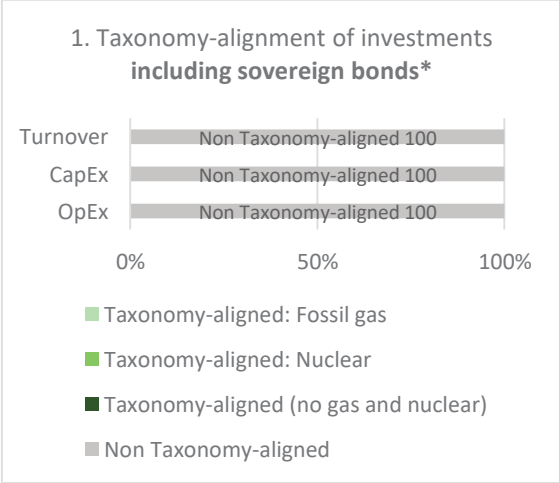 1. Taxonomy-alignment of investments
including sovereign bonds*
Turnover Non Taxonomy-aligned 100
CapEx Non Taxonomy-aligned 100
OpEx Non Taxonomy-aligned 100
0% 50% 100%
Taxonomy-aligned: Fossil gas
Taxonomy-aligned: Nuclear
Taxonomy-aligned (no gas and nuclear)
Non Taxonomy-aligned